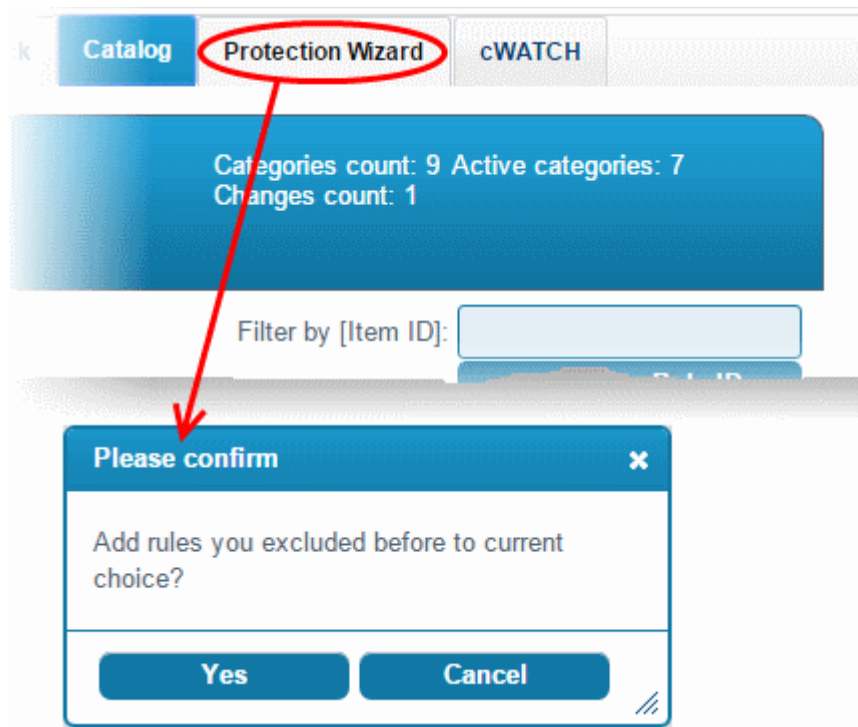 Catalog Protection Wizard cWATCH
Categories count: 9 Active categories: 7
Changes count: 1
Filter by [Item ID]:
Please confirm
Add rules you excluded before to current
choice?
Yes Cancel